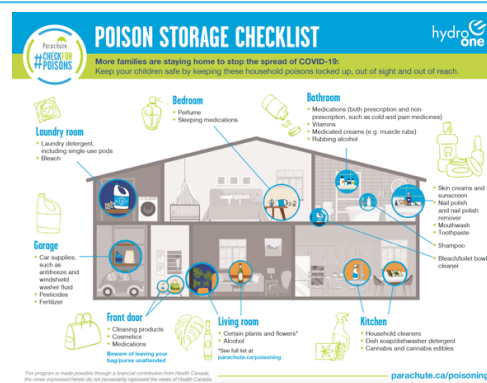 Parachute
#CHECKFOR
POISONS
POISON STORAGE CHECKLIST
hydro
one
More families are staying home to stop the spread of COVID-19:
Keep your children safe by keeping these household poisons locked up, out of sight and out of reach.
Laundry room
• Laundry detergent,
including single-use pods
• Bleach
Bedroom
• Perfume
• Sleeping medications
Bathroom
• Medications (both prescription and non-
prescription, such as cold and pain medicines)
• Vitamins
• Medicated creams (e.g. muscle rubs)
• Rubbing alcohol
• Skin creams and
sunscreen
• Nail polish
and nail polish
remover
• Mouthwash
• Toothpaste
• Shampoo
• Bleach/toilet bowl
cleaner
Garage
• Car supplies,
such as
antifreeze and
windshield
washer fluid
• Pesticides
• Fertilizer
Front door
• Cleaning products
• Cosmetics
• Medications
Beware of leaving your
bag/purse unattended
Living room
• Certain plants and flowers*
• Alcohol
*See full list at
parachute.ca/poisoning
Kitchen
• Household cleaners
• Dish soap/dishwasher detergent
• Cannabis and cannabis edibles
This program is made possible through a financial contribution from Health Canada,
the views expressed herein do not necessarily represent the views of Health Canada.
parachute.ca/poisoning